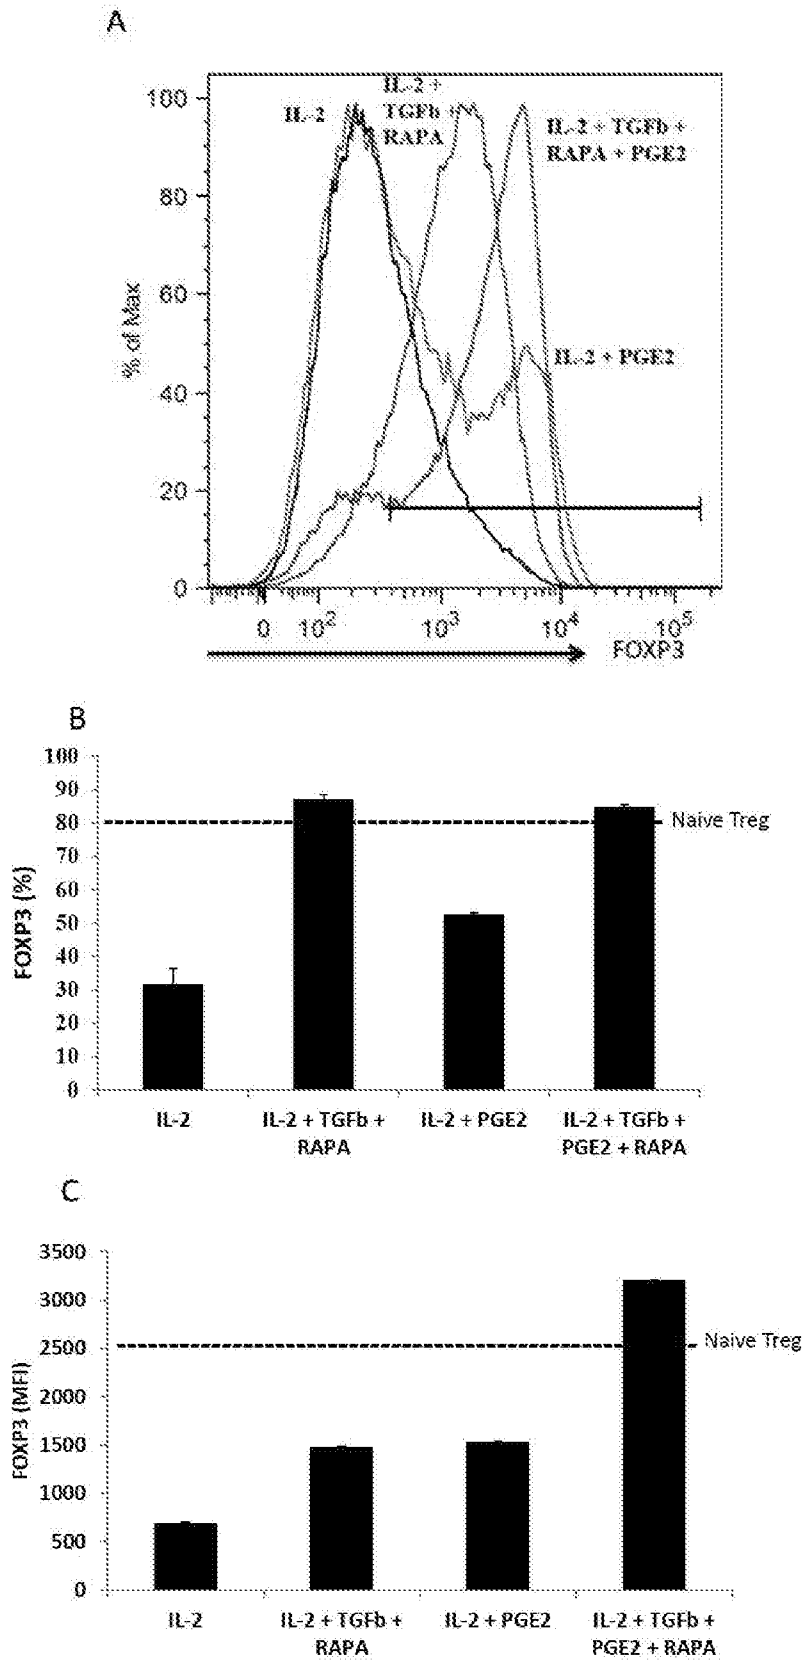 A
IL-2
IL-2 +
TGFb +
RAPA
IL-2 + TGFb +
RAPA + PGE2
IL-2 + PGE2
% of Max
100
80
60
40
20
0
0 10² 10³ 10⁴ 10⁵
FOXP3
B
FOXP3 (%)
100
90
80
70
60
50
40
30
20
10
0
Naive Treg
IL-2
IL-2 + TGFb +
RAPA
IL-2 + PGE2
IL-2 + TGFb +
PGE2 + RAPA
C
FOXP3 (MFI)
3500
3000
2500
2000
1500
1000
500
0
Naive Treg
IL-2
IL-2 + TGFb +
RAPA
IL-2 + PGE2
IL-2 + TGFb +
PGE2 + RAPA